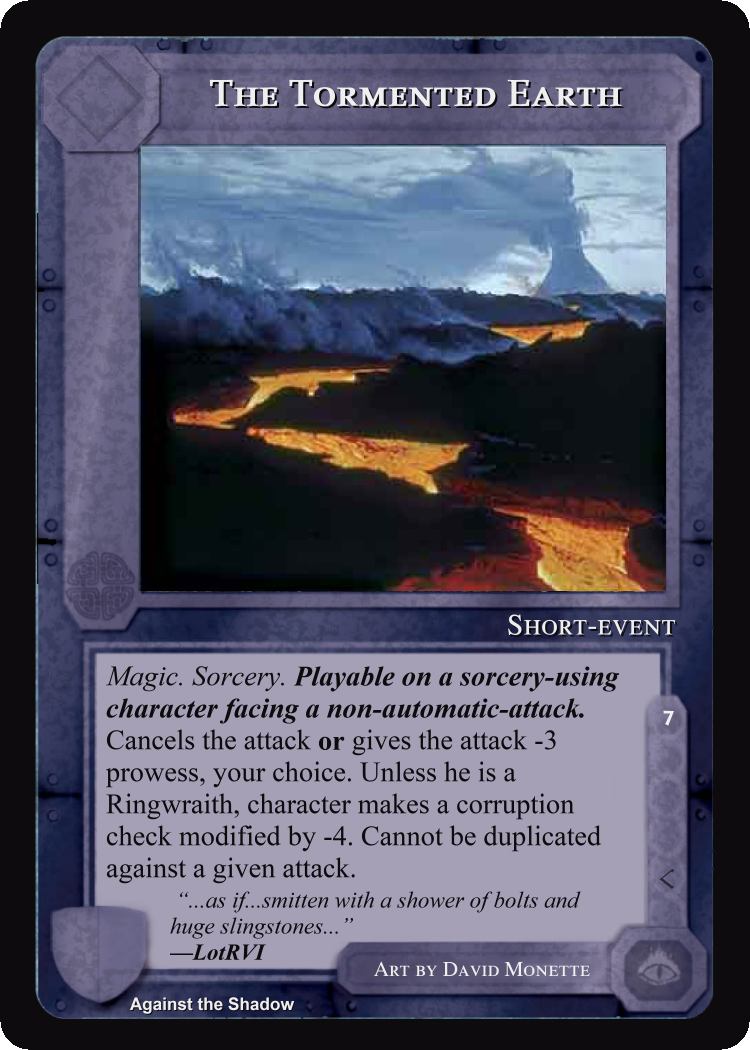 The Tormented Earth
Short-event
Magic. Sorcery. Playable on a sorcery-using
character facing a non-automatic-attack.
Cancels the attack or gives the attack -3
prowess, your choice. Unless he is a
Ringwraith, character makes a corruption
check modified by -4. Cannot be duplicated
against a given attack.
7
"...as if...smitten with a shower of bolts and
huge slingstones..."
—LotRVI
Art by David Monette
Against the Shadow